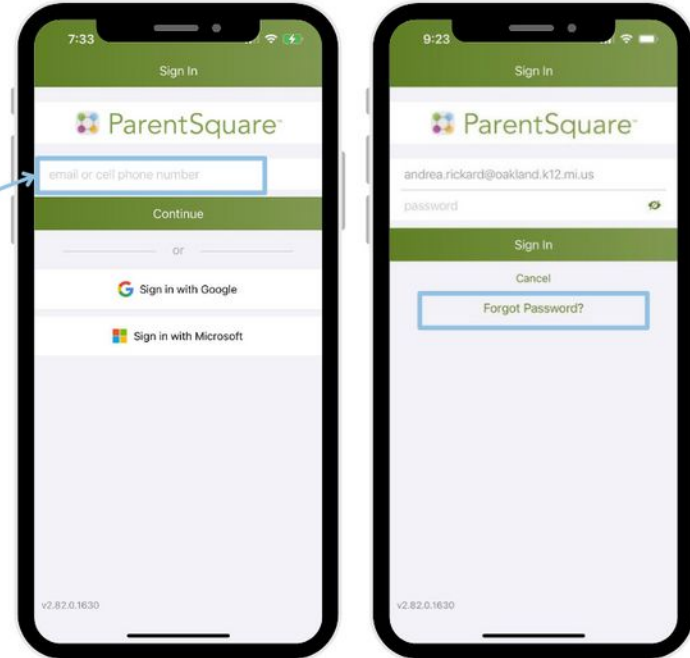 7:33
Sign In
ParentSquare
email or cell phone number
Continue
or
Sign in with Google
Sign in with Microsoft
v2.82.0.1630
9:23
Sign In
ParentSquare
andrea.rickard@oakland.k12.mi.us
password
Sign In
Cancel
Forgot Password?
v2.82.0.1630